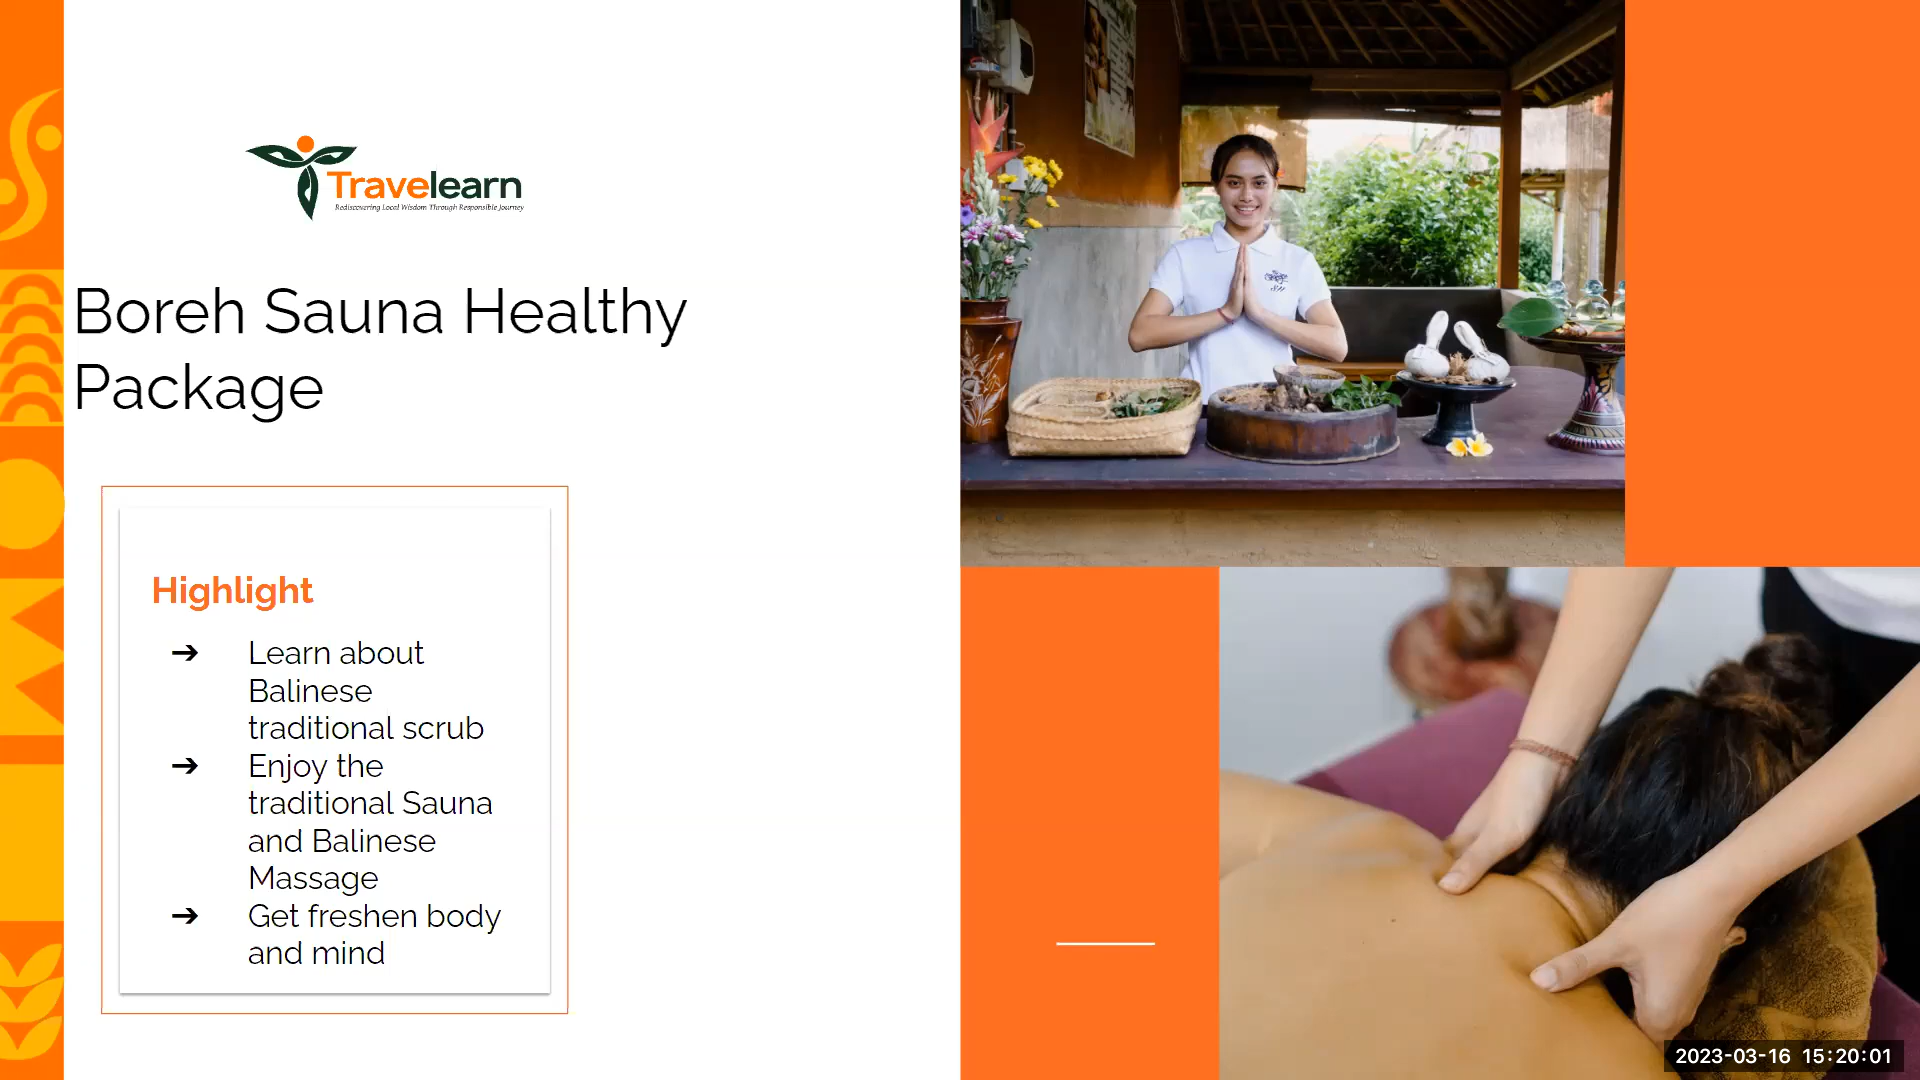 Travelearn
Rediscovering Local Wisdom Through Responsible Journey
Boreh Sauna Healthy
Package
Highlight
➔ Learn about
Balinese
traditional scrub
➔ Enjoy the
traditional Sauna
and Balinese
Massage
➔ Get freshen body
and mind
2023-03-16 15:20:01